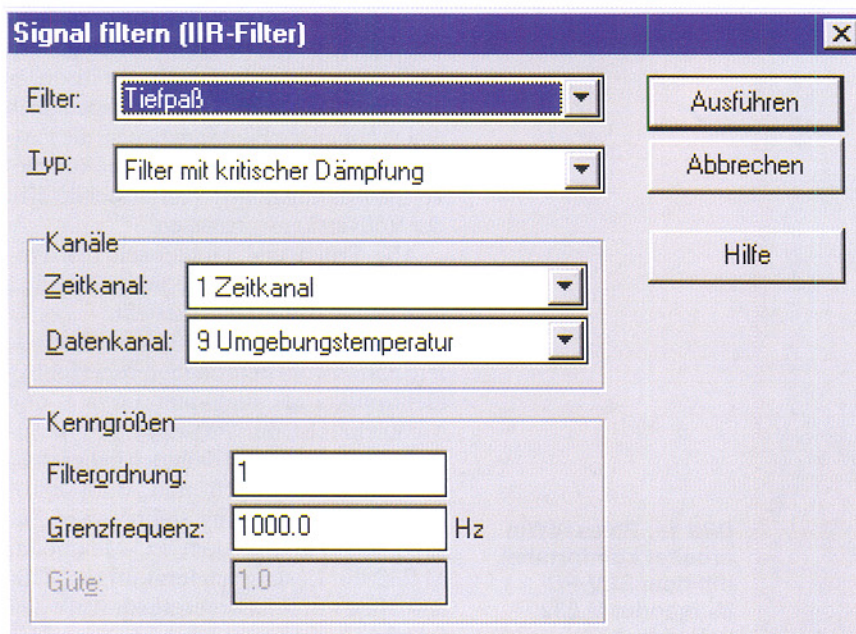 Signal filtern (IIR-Filter)
Filter: Tiefpaß
Typ: Filter mit kritischer Dämpfung
Kanäle
Zeitkanal: 1 Zeitkanal
Datenkanal: 9 Umgebungstemperatur
Kenngrößen
Filterordnung: 1
Grenzfrequenz: 1000.0 Hz
Güte: 1.0
Ausführen
Abbrechen
Hilfe